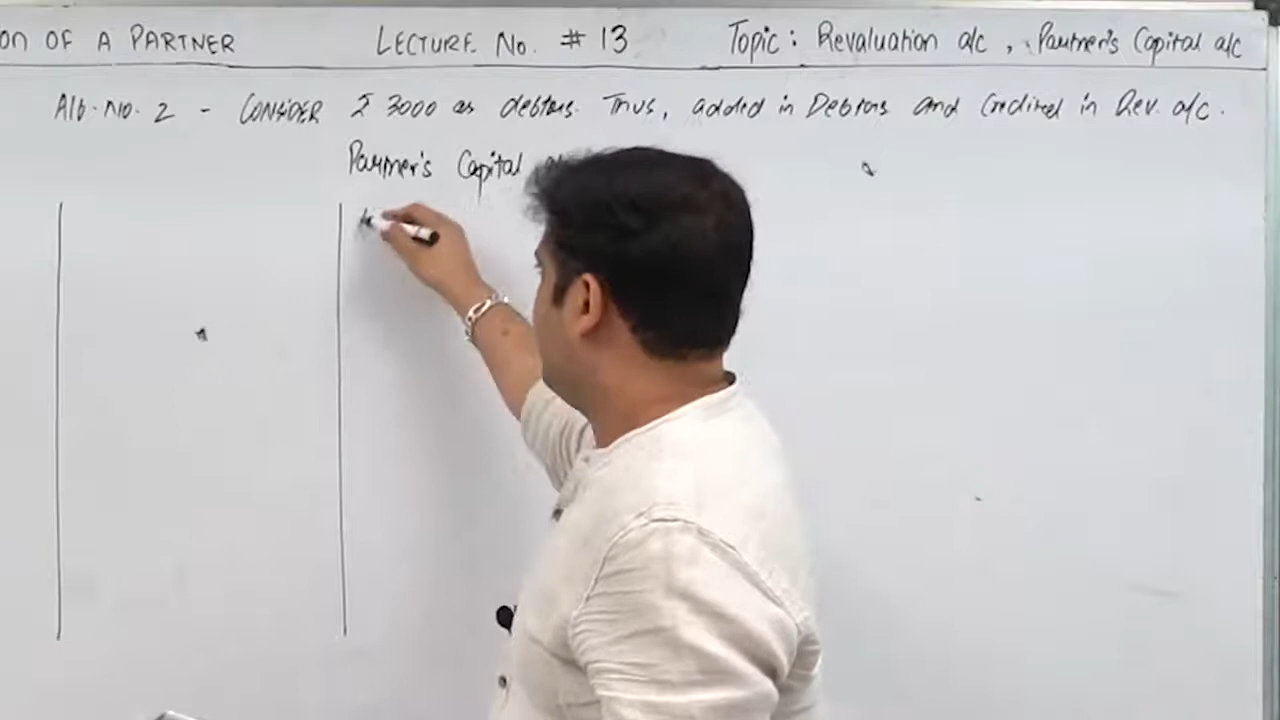 on OF A PARTNER LECTURE No. # 13 Topic: Revaluation a/c, Partner's Capital a/c
No. 2 - CONSIDER ₹ 3000 as debtors. Thus, added in Debtors and Credited in Rev. a/c.
Partner's Capital